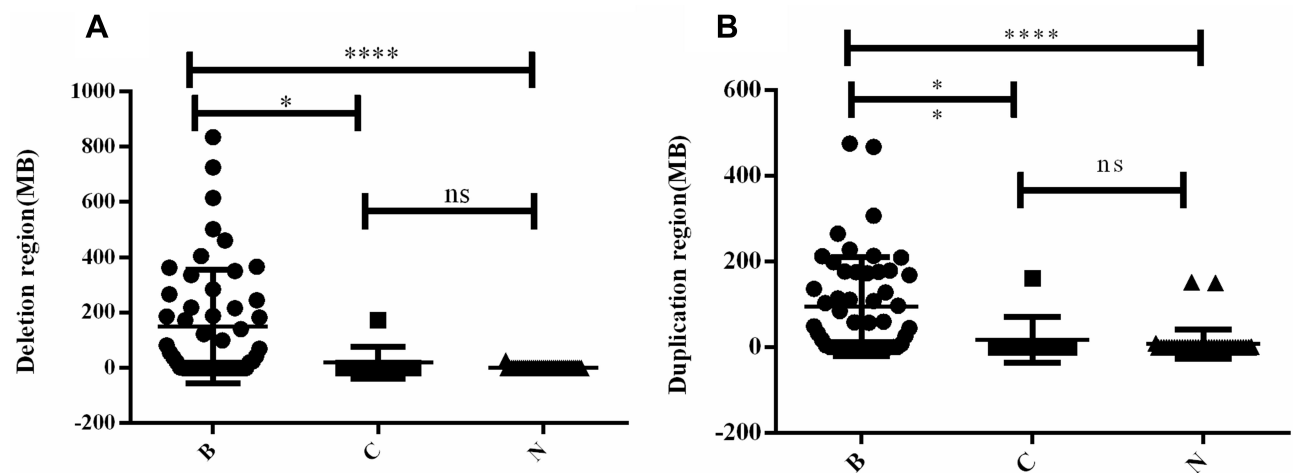 A
****
*
ns
Deletion region(MB)
1000
800
600
400
200
0
-200
B
C
N
B
****
*
*
ns
Duplication region(MB)
600
400
200
0
-200
B
C
N